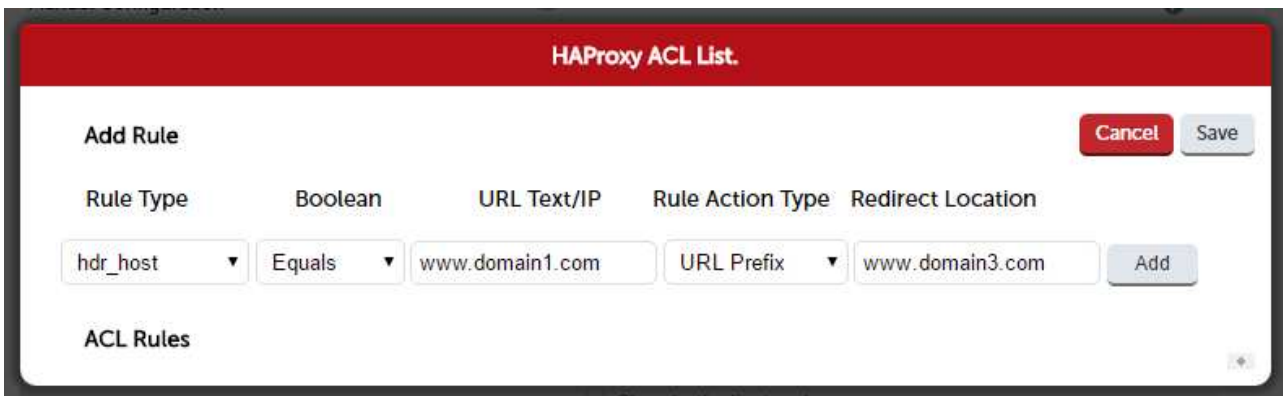 HAProxy ACL List.
Add Rule
Cancel Save
Rule Type Boolean URL Text/IP Rule Action Type Redirect Location
hdr_host Equals www.domain1.com URL Prefix www.domain3.com Add
ACL Rules